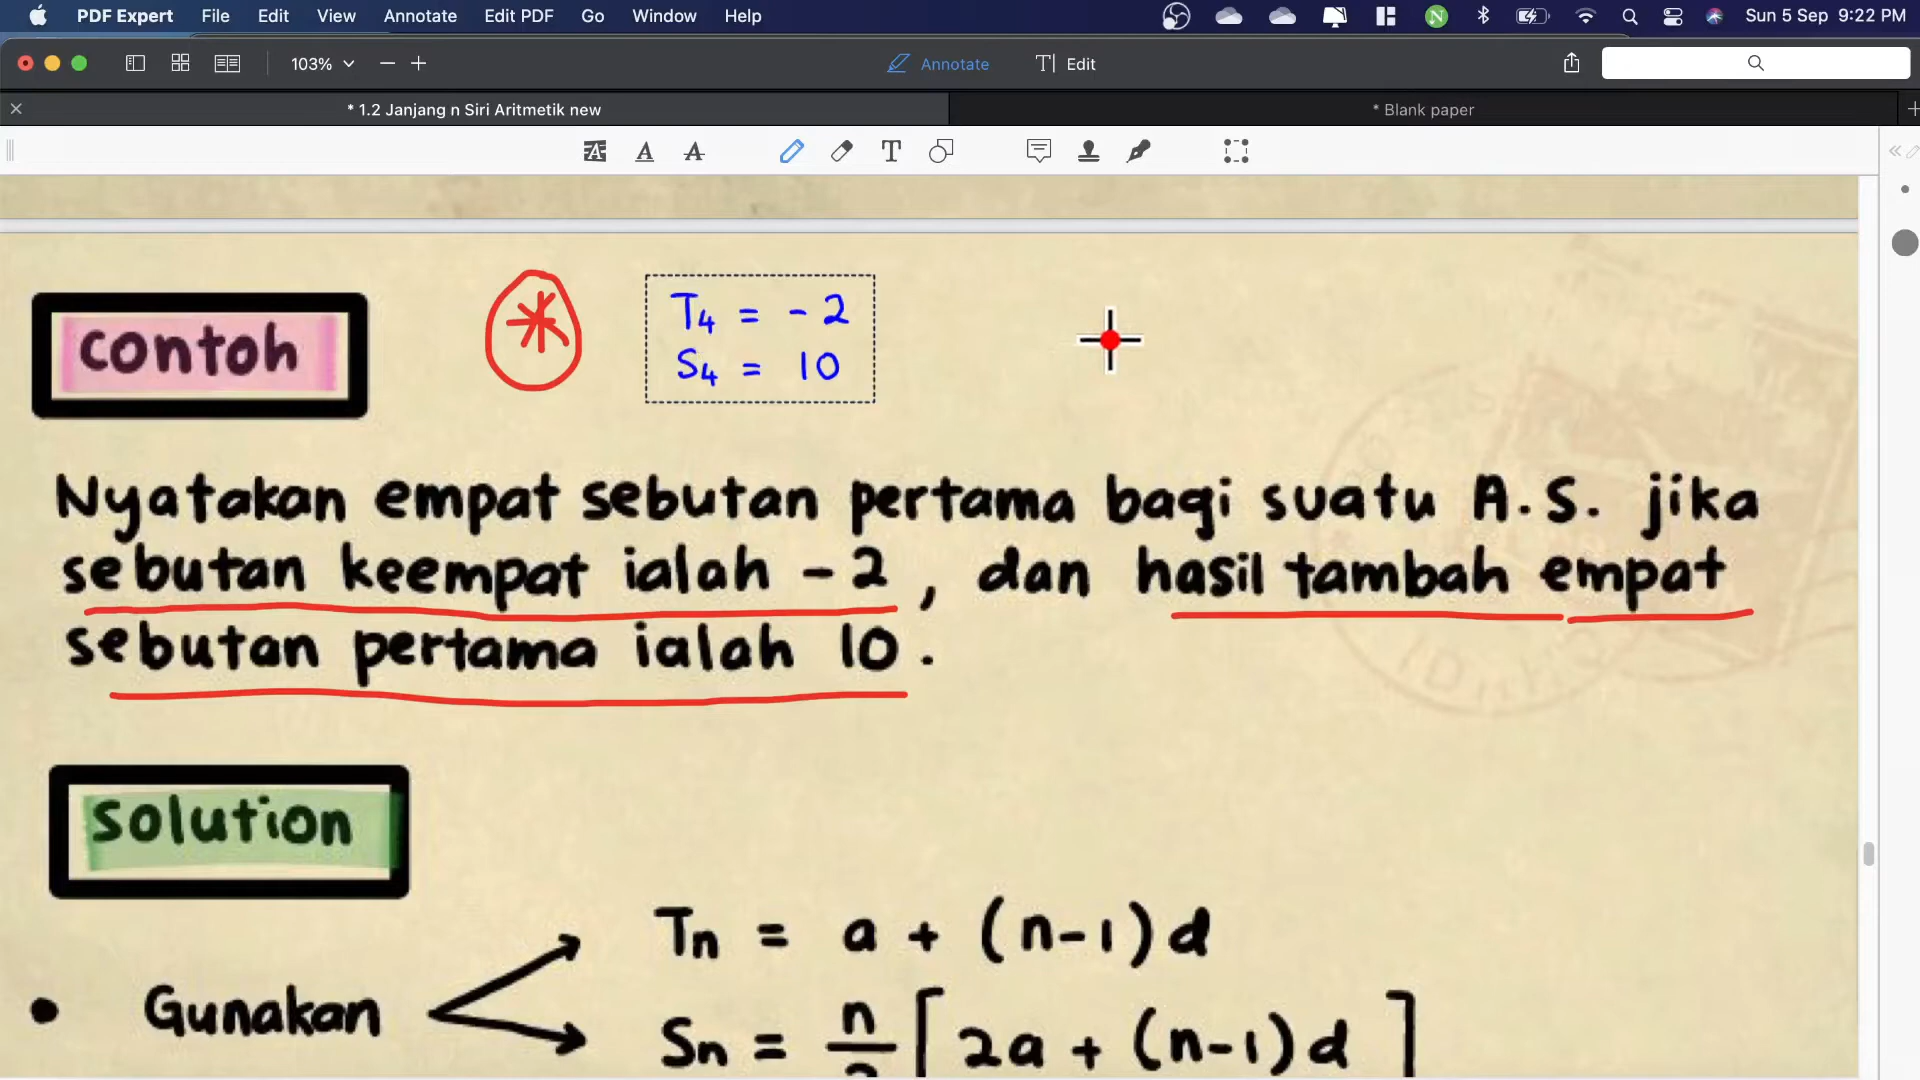 PDF Expert File Edit View Annotate Edit PDF Go Window Help N Sun 5 Sep 9:22 PM
103% Annotate T Edit
* 1.2 Janjang n Siri Aritmetik new * Blank paper
A A A T
contoh
*
T4 = -2
S4 = 10
Nyatakan empat sebutan pertama bagi suatu A.S. jika
sebutan keempat ialah -2, dan hasil tambah empat
sebutan pertama ialah 10.
solution
Tn = a + (n-1)d
• Gunakan
Sn = n/2 [2a + (n-1)d]